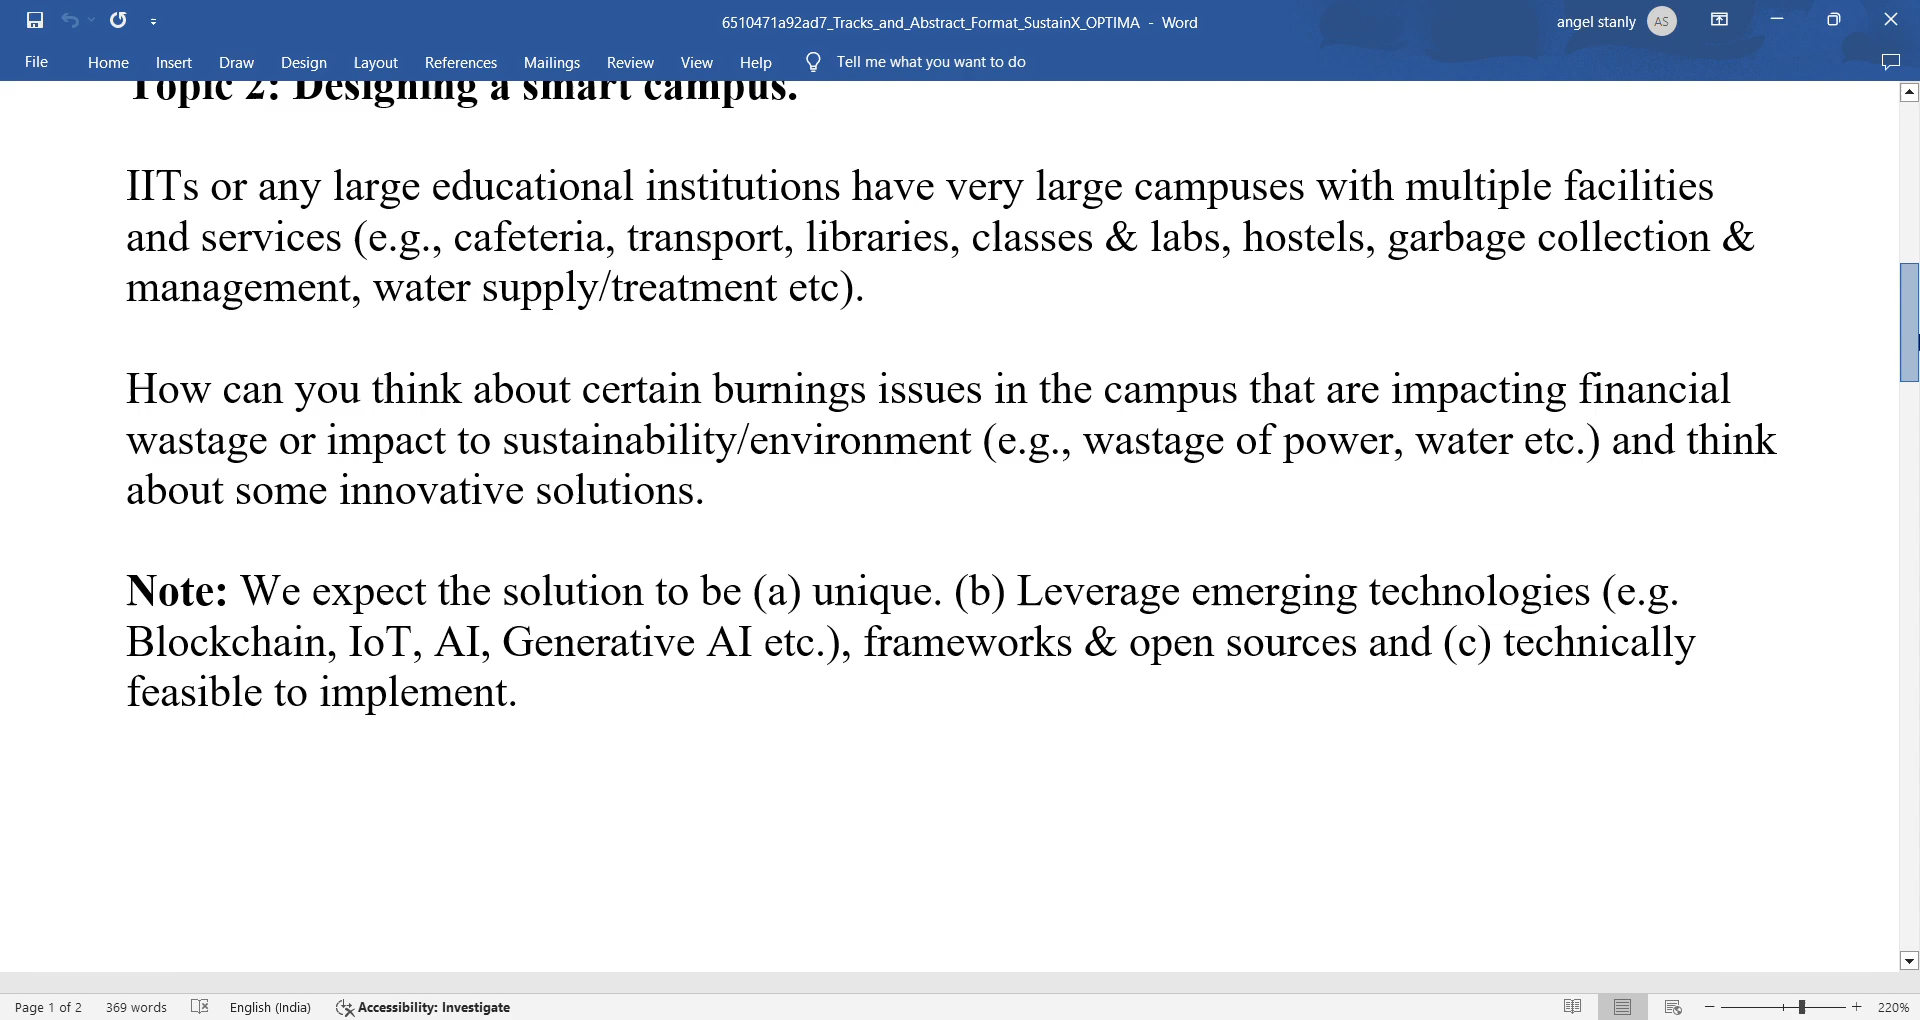 6510471a92ad7_Tracks_and_Abstract_Format_SustainX_OPTIMA - Word
angel stanly AS
File Home Insert Draw Design Layout References Mailings Review View Help Tell me what you want to do
Topic 2: Designing a smart campus.
IITs or any large educational institutions have very large campuses with multiple facilities
and services (e.g., cafeteria, transport, libraries, classes & labs, hostels, garbage collection &
management, water supply/treatment etc).
How can you think about certain burnings issues in the campus that are impacting financial
wastage or impact to sustainability/environment (e.g., wastage of power, water etc.) and think
about some innovative solutions.
Note: We expect the solution to be (a) unique. (b) Leverage emerging technologies (e.g.
Blockchain, IoT, AI, Generative AI etc.), frameworks & open sources and (c) technically
feasible to implement.
Page 1 of 2 369 words English (India) Accessibility: Investigate 220%